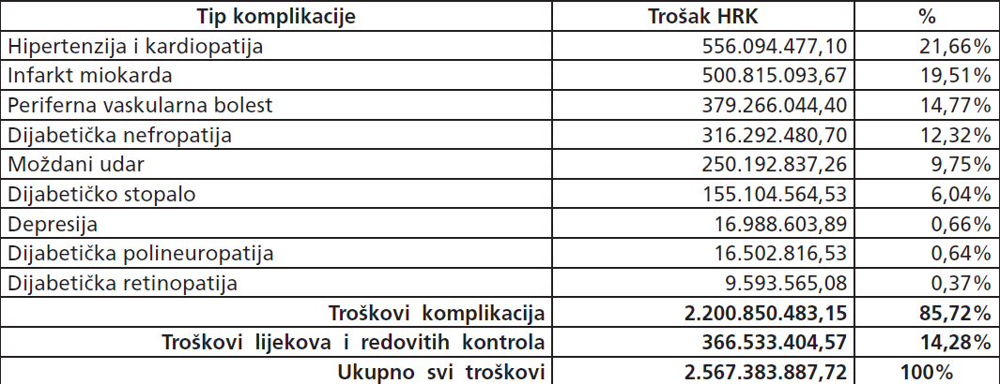 Tip komplikacije Trošak HRK %
Hipertenzija i kardiopatija 556.094.477,10 21,66%
Infarkt miokarda 500.815.093,67 19,51%
Periferna vaskularna bolest 379.266.044,40 14,77%
Dijabetička nefropatija 316.292.480,70 12,32%
Moždani udar 250.192.837,26 9,75%
Dijabetičko stopalo 155.104.564,53 6,04%
Depresija 16.988.603,89 0,66%
Dijabetička polineuropatija 16.502.816,53 0,64%
Dijabetička retinopatija 9.593.565,08 0,37%
Troškovi komplikacija 2.200.850.483,15 85,72%
Troškovi lijekova i redovitih kontrola 366.533.404,57 14,28%
Ukupno svi troškovi 2.567.383.887,72 100%